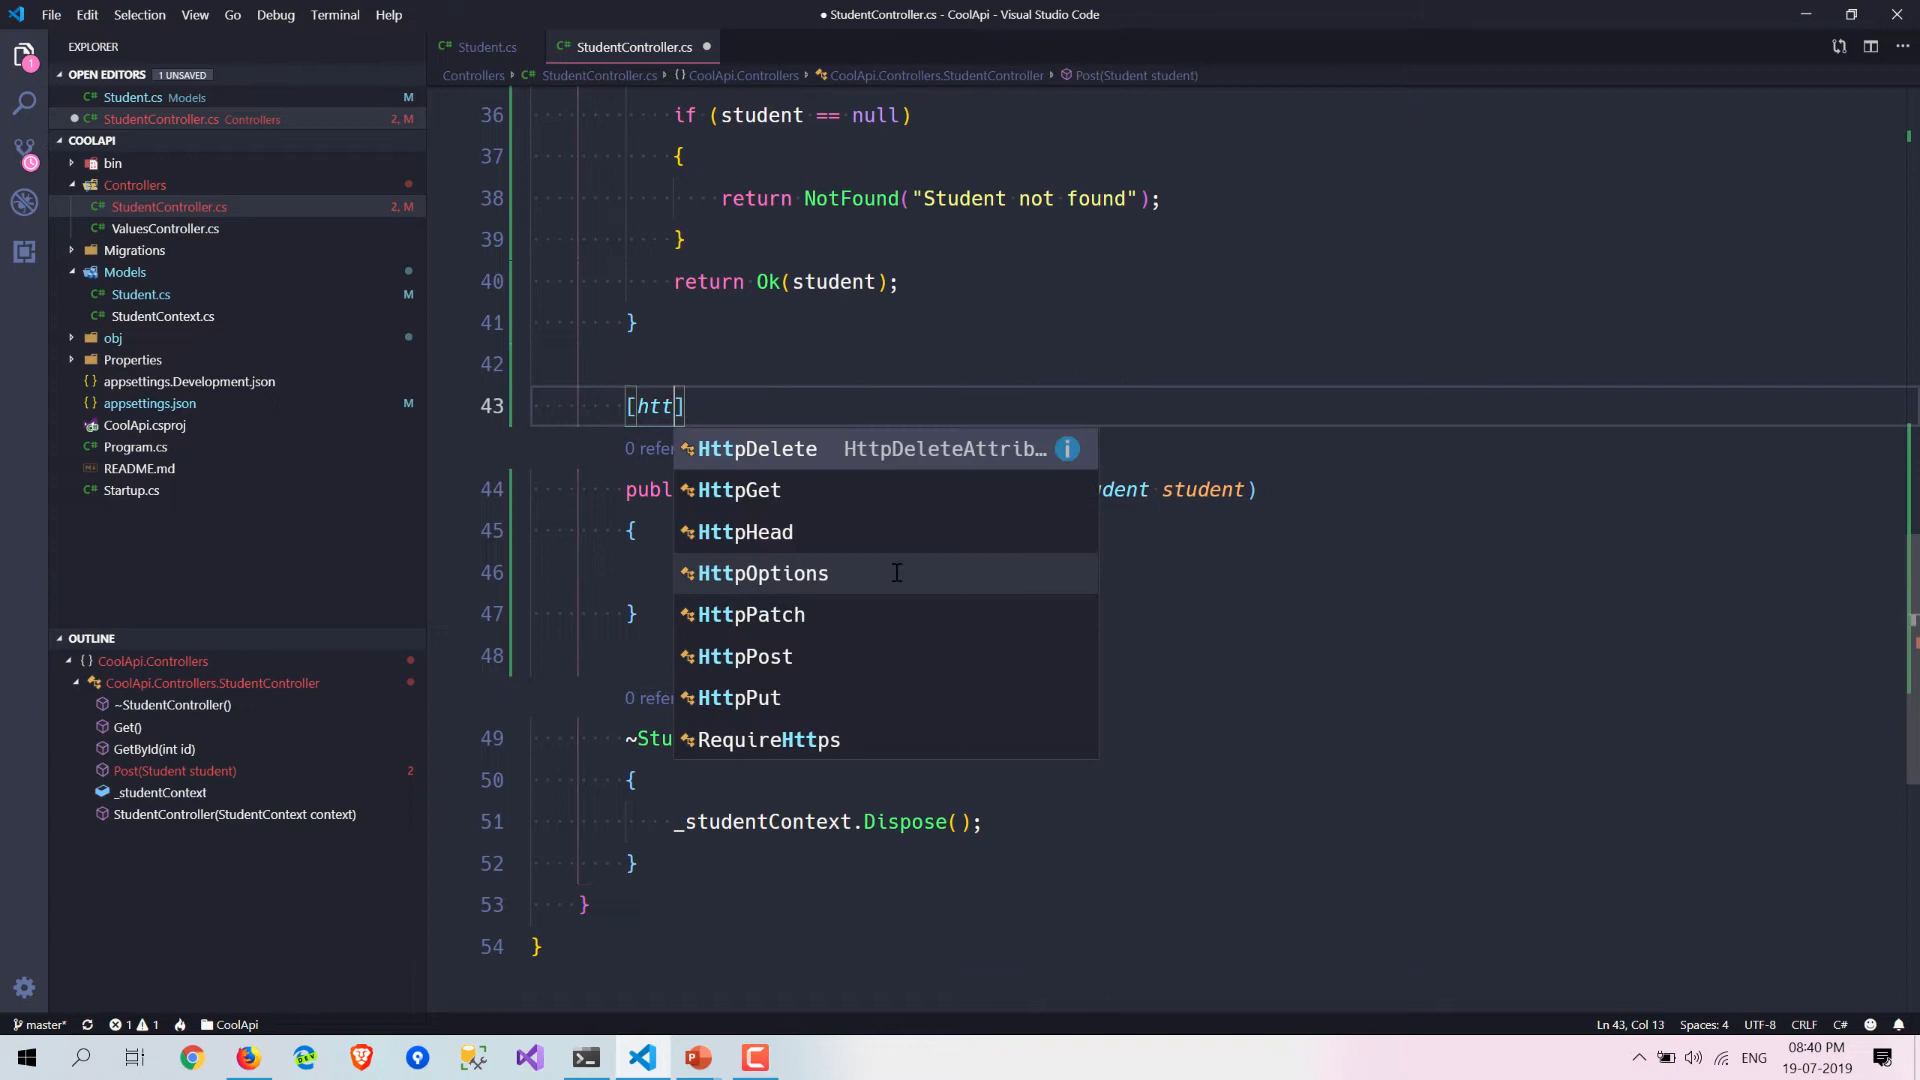 File Edit Selection View Go Debug Terminal Help
● StudentController.cs - CoolApi - Visual Studio Code
EXPLORER
OPEN EDITORS 1 UNSAVED
Student.cs Models M
StudentController.cs Controllers 2, M
COOLAPI
bin
Controllers
StudentController.cs 2, M
ValuesController.cs
Migrations
Models
Student.cs M
StudentContext.cs
obj
Properties
appsettings.Development.json
appsettings.json M
CoolApi.csproj
Program.cs
README.md
Startup.cs
OUTLINE
CoolApi.Controllers
CoolApi.Controllers.StudentController
~StudentController()
Get()
GetById(int id)
Post(Student student) 2
_studentContext
StudentController(StudentContext context)
Student.cs StudentController.cs
Controllers StudentController.cs {} CoolApi.Controllers CoolApi.Controllers.StudentController Post(Student student)
36 if (student == null)
37 {
38 return NotFound("Student not found");
39 }
40 return Ok(student);
41 }
42
43 [htt]
0 refer
HttpDelete HttpDeleteAttrib...
HttpGet
HttpHead
HttpOptions
HttpPatch
HttpPost
HttpPut
RequireHttps
44 publ dent student)
45 {
46
47 }
48
0 refer
49 ~Stu
50 {
51 _studentContext.Dispose();
52 }
53 }
54 }
master* 1 1 CoolApi Ln 43, Col 13 Spaces: 4 UTF-8 CRLF C#
DEV
ENG
08:40 PM
19-07-2019